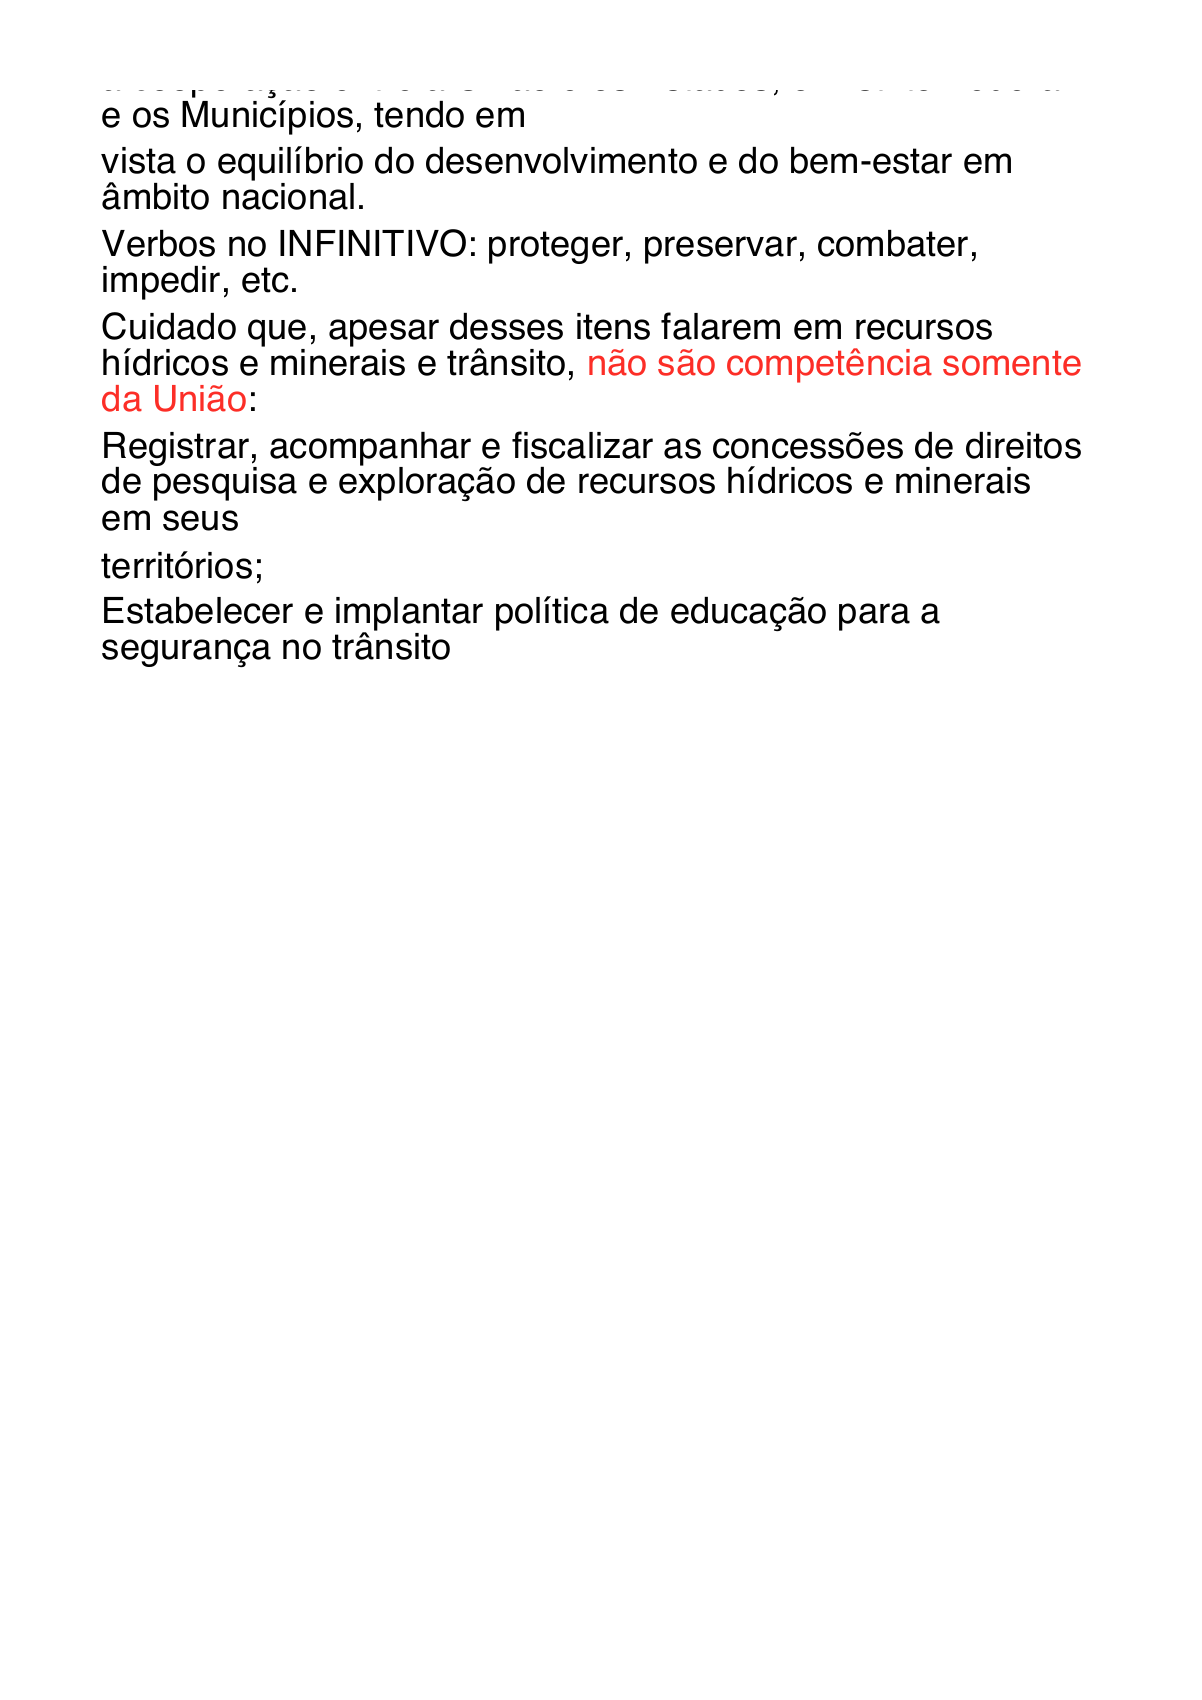 e os Municípios, tendo em
vista o equilíbrio do desenvolvimento e do bem-estar em
âmbito nacional.
Verbos no INFINITIVO: proteger, preservar, combater,
impedir, etc.
Cuidado que, apesar desses itens falarem em recursos
hídricos e minerais e trânsito, não são competência somente
da União:
Registrar, acompanhar e fiscalizar as concessões de direitos
de pesquisa e exploração de recursos hídricos e minerais
em seus
territórios;
Estabelecer e implantar política de educação para a
segurança no trânsito